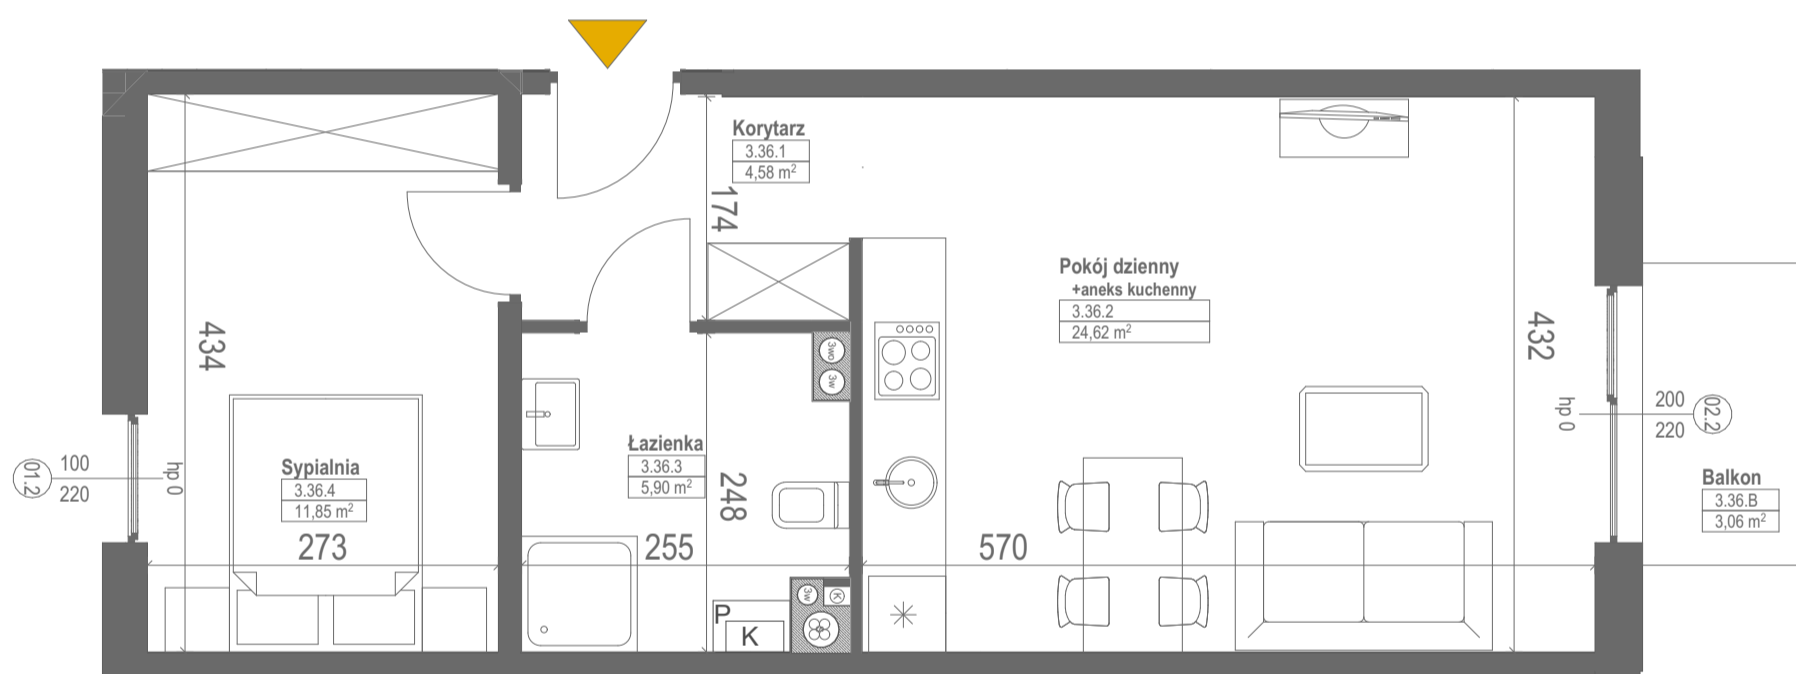 Korytarz
3.36.1
4,58 m²
174
Pokój dzienny
+aneks kuchenny
3.36.2
24,62 m²
434
432
hp 0
200
220
02.2
3wo
3w
Łazienka
3.36.3
5,90 m²
248
01.2
100
220
hp 0
Sypialnia
3.36.4
11,85 m²
273
255
570
Balkon
3.36.B
3,06 m²
3w
K
P
K